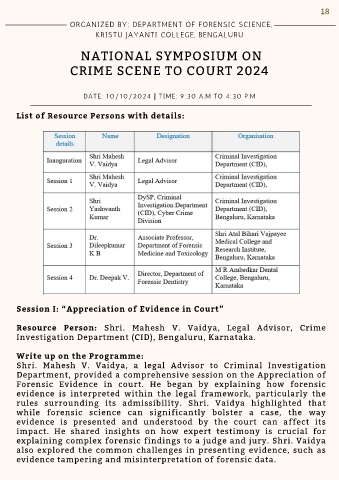 18
ORGANIZED BY: DEPARTMENT OF FORENSIC SCIENCE,
KRISTU JAYANTI COLLEGE, BENGALURU
NATIONAL SYMPOSIUM ON
CRIME SCENE TO COURT 2024
DATE: 10/10/2024 | TIME: 9:30 A.M TO 4:30 P.M
List of Resource Persons with details:
Session details | Name | Designation | Organisation
Inauguration | Shri Mahesh V. Vaidya | Legal Advisor | Criminal Investigation Department (CID),
Session 1 | Shri Mahesh V. Vaidya | Legal Advisor | Criminal Investigation Department (CID),
Session 2 | Shri Yashwanth Kumar | DySP, Criminal Investigation Department (CID), Cyber Crime Division | Criminal Investigation Department (CID), Bengaluru, Karnataka
Session 3 | Dr. Dileepkumar K B | Associate Professor, Department of Forensic Medicine and Toxicology | Shri Atal Bihari Vajpayee Medical College and Research Institute, Bengaluru, Karnataka
Session 4 | Dr. Deepak V. | Director, Department of Forensic Dentistry | M R Ambedkar Dental College, Bengaluru, Karnataka
Session I: “Appreciation of Evidence in Court”
Resource Person: Shri. Mahesh V. Vaidya, Legal Advisor, Crime
Investigation Department (CID), Bengaluru, Karnataka.
Write up on the Programme:
Shri. Mahesh V. Vaidya, a legal Advisor to Criminal Investigation
Department, provided a comprehensive session on the Appreciation of
Forensic Evidence in court. He began by explaining how forensic
evidence is interpreted within the legal framework, particularly the
rules surrounding its admissibility. Shri. Vaidya highlighted that
while forensic science can significantly bolster a case, the way
evidence is presented and understood by the court can affect its
impact. He shared insights on how expert testimony is crucial for
explaining complex forensic findings to a judge and jury. Shri. Vaidya
also explored the common challenges in presenting evidence, such as
evidence tampering and misinterpretation of forensic data.